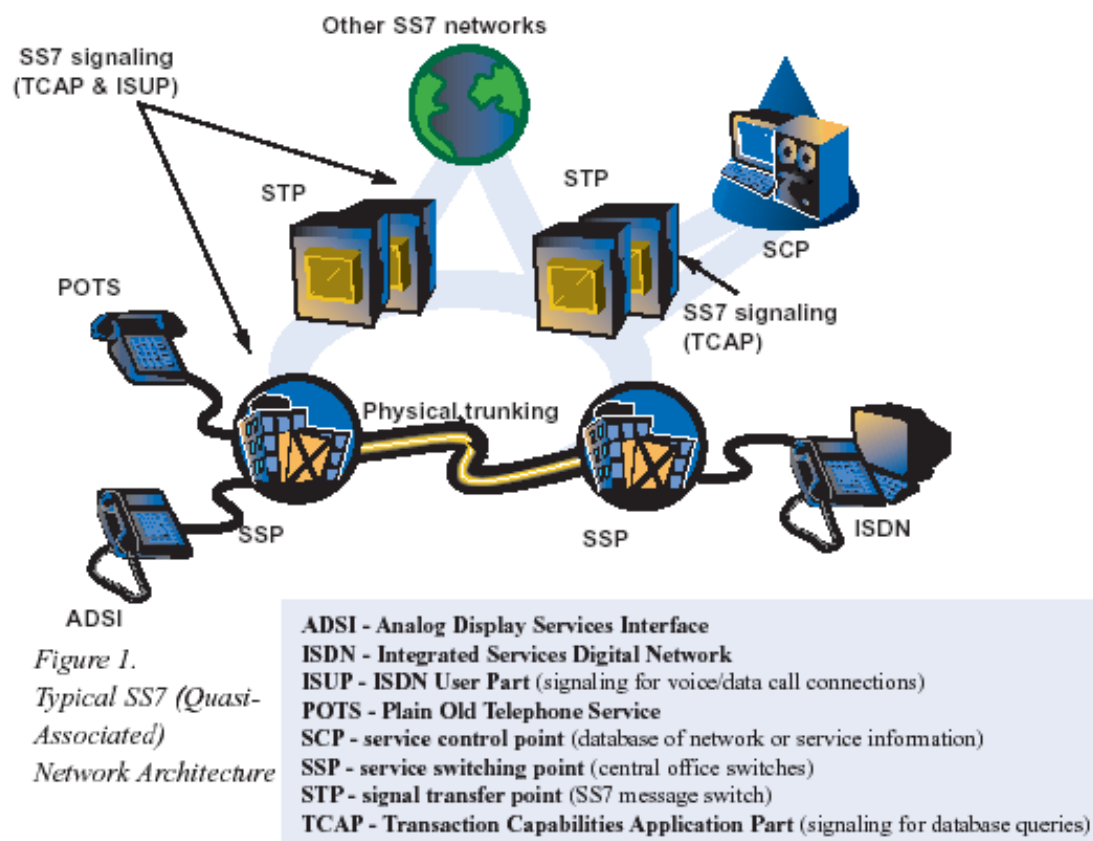 Other SS7 networks
SS7 signaling
(TCAP & ISUP)
STP
STP
SCP
POTS
SS7 signaling
(TCAP)
Physical trunking
SSP
SSP
ISDN
ADSI
Figure 1.
Typical SS7 (Quasi-
Associated)
Network Architecture
ADSI - Analog Display Services Interface
ISDN - Integrated Services Digital Network
ISUP - ISDN User Part (signaling for voice/data call connections)
POTS - Plain Old Telephone Service
SCP - service control point (database of network or service information)
SSP - service switching point (central office switches)
STP - signal transfer point (SS7 message switch)
TCAP - Transaction Capabilities Application Part (signaling for database queries)